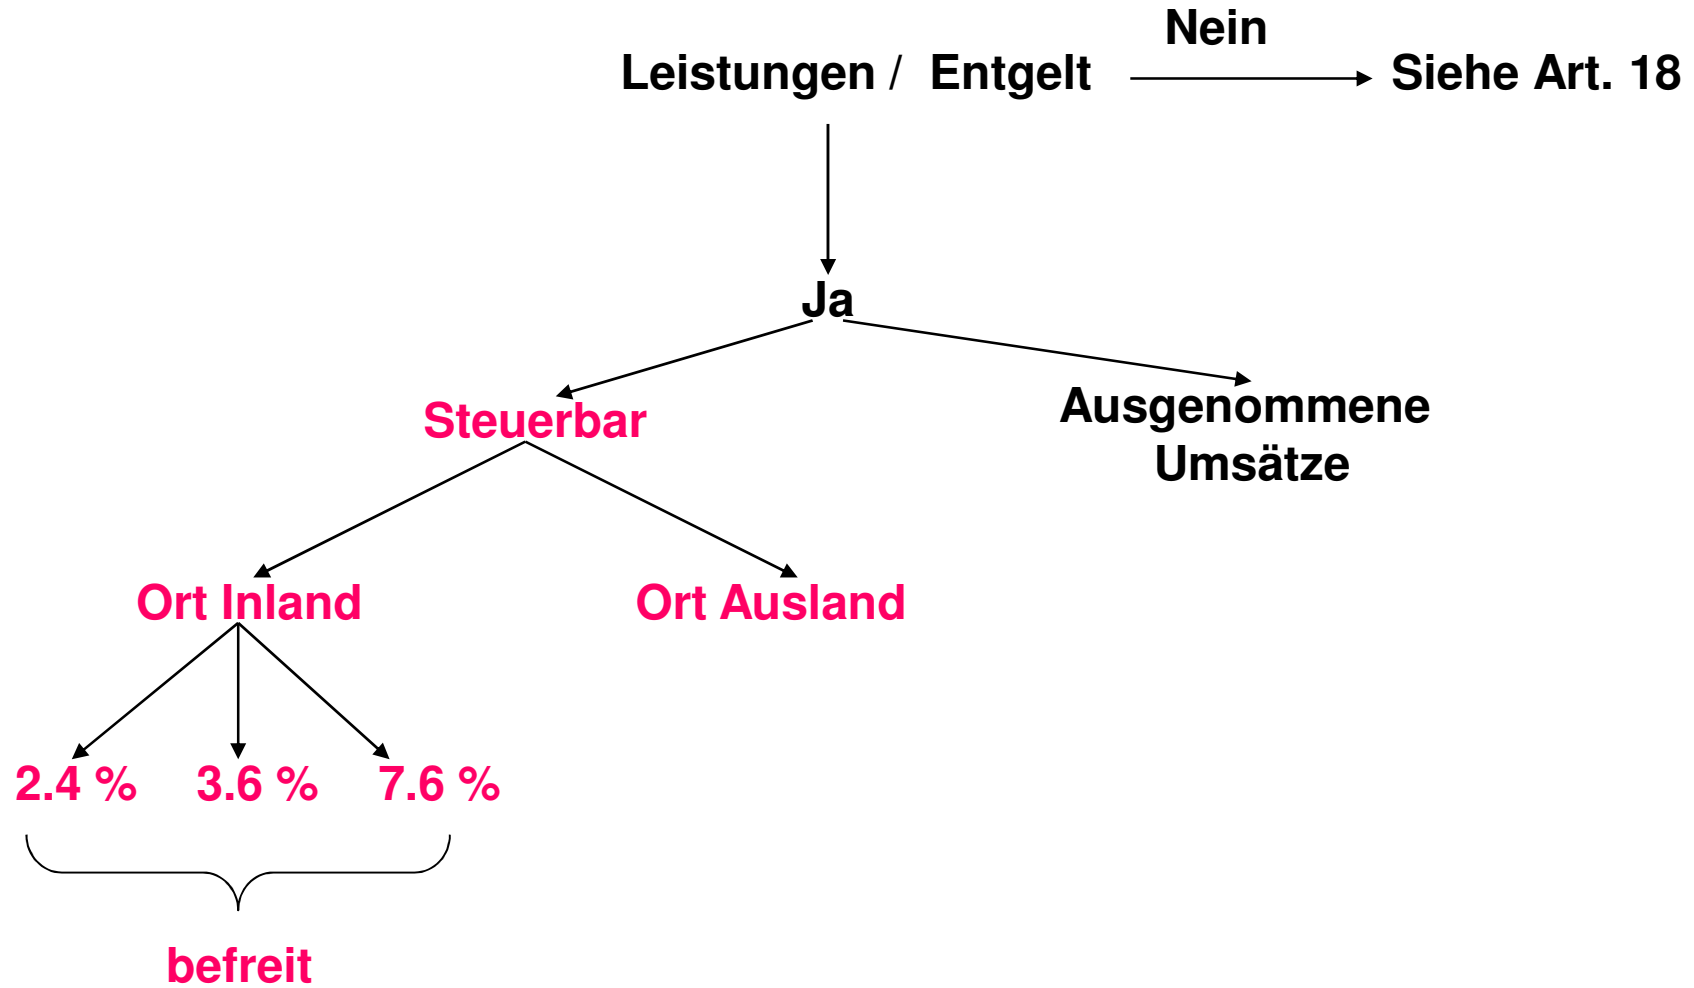 Nein
Leistungen / Entgelt
Siehe Art. 18
Ja
Steuerbar
Ausgenommene
Umsätze
Ort Inland
Ort Ausland
2.4 %
3.6 %
7.6 %
befreit